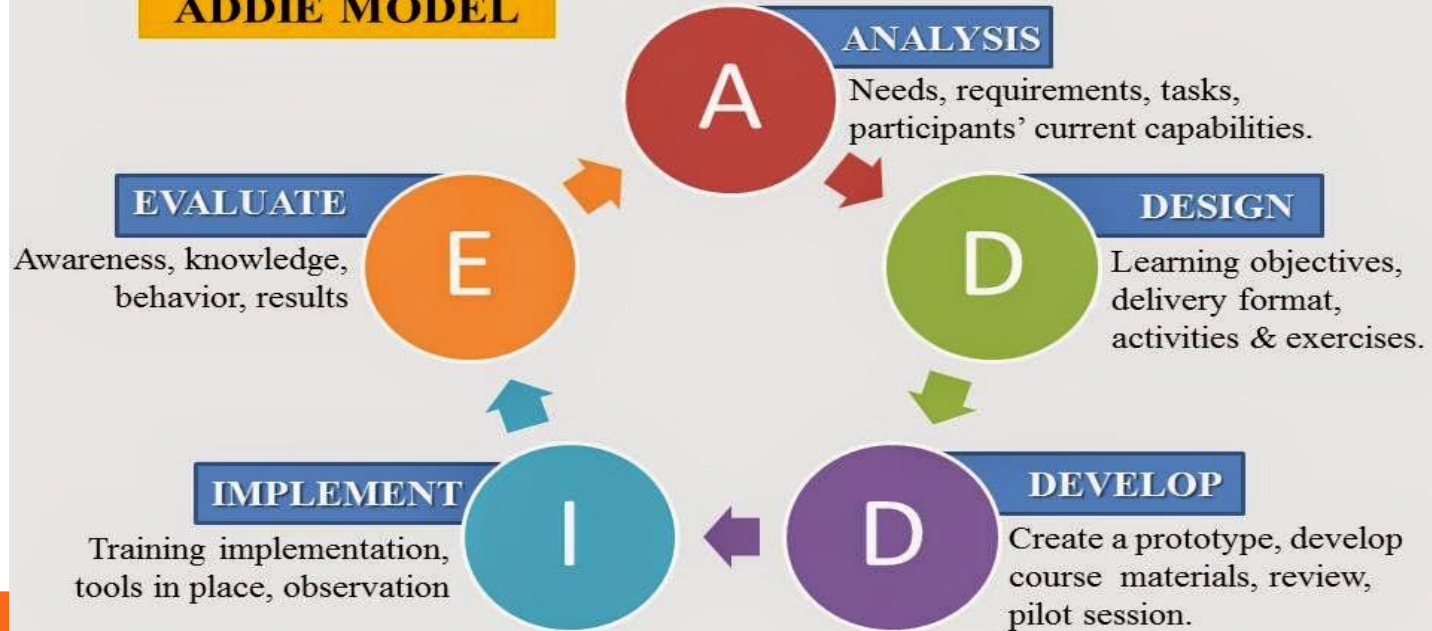 ADDIE MODEL
A
ANALYSIS
Needs, requirements, tasks,
participants’ current capabilities.
D
DESIGN
Learning objectives,
delivery format,
activities & exercises.
D
DEVELOP
Create a prototype, develop
course materials, review,
pilot session.
I
IMPLEMENT
Training implementation,
tools in place, observation
E
EVALUATE
Awareness, knowledge,
behavior, results